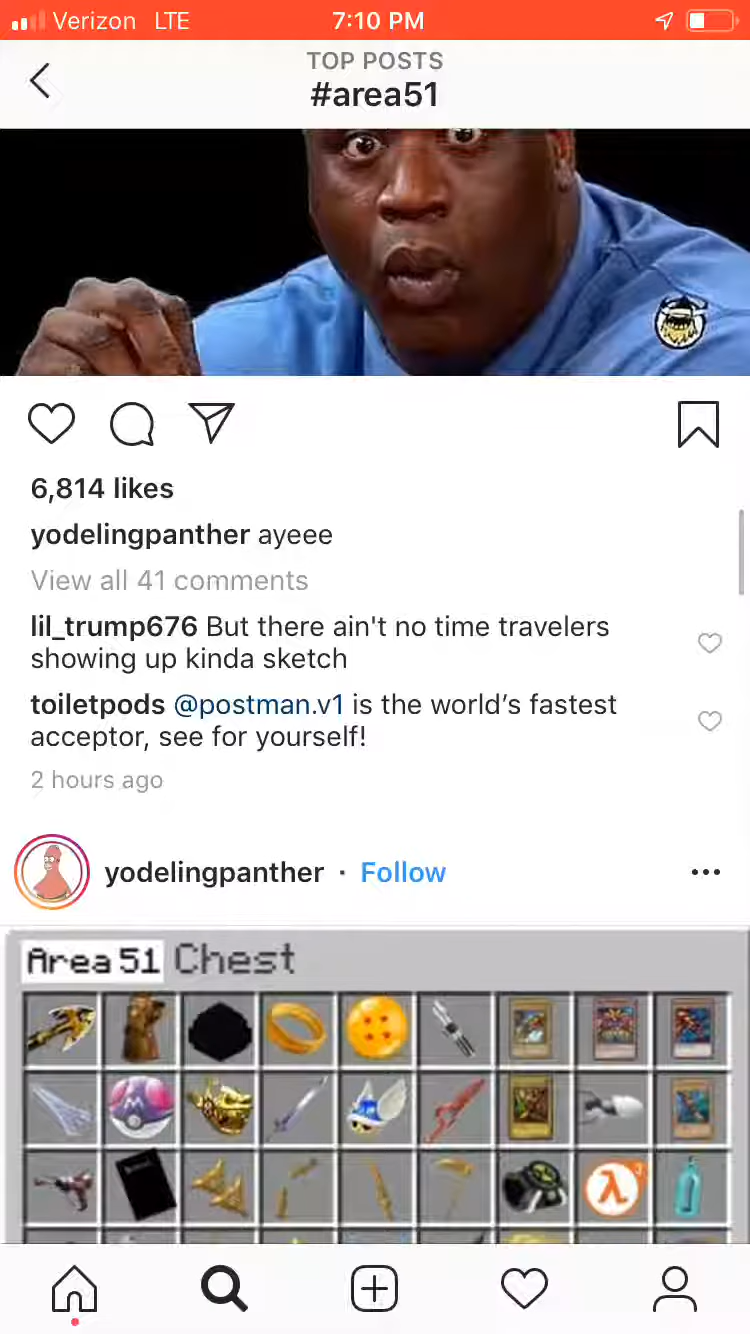 Verizon LTE 7:10 PM
TOP POSTS
#area51
6,814 likes
yodelingpanther ayeee
View all 41 comments
lil_trump676 But there ain't no time travelers
showing up kinda sketch
toiletpods @postman.v1 is the world’s fastest
acceptor, see for yourself!
2 hours ago
yodelingpanther · Follow
Area 51 Chest
M
λ 3